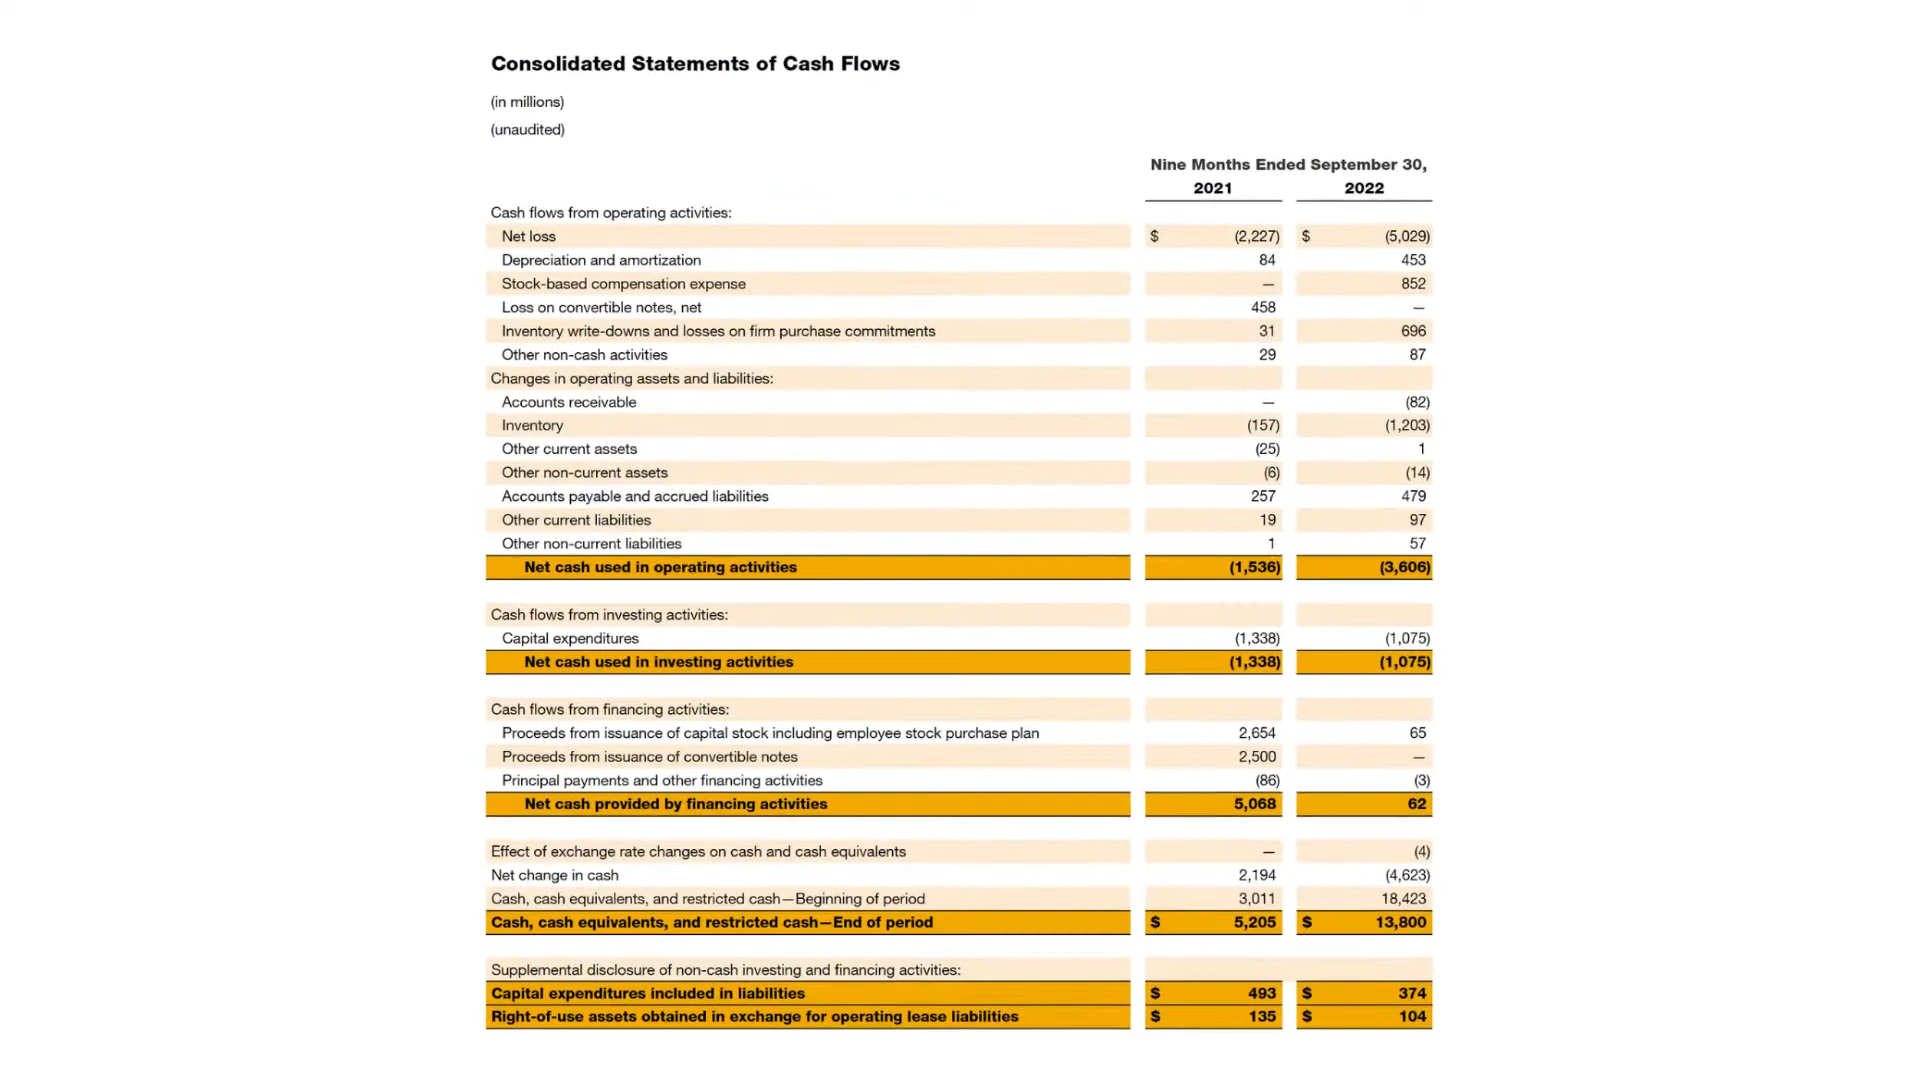 Consolidated Statements of Cash Flows
(in millions)
(unaudited)
Nine Months Ended September 30,
2021 2022
Cash flows from operating activities:
Net loss $ (2,227) $ (5,029)
Depreciation and amortization 84 453
Stock-based compensation expense — 852
Loss on convertible notes, net 458 —
Inventory write-downs and losses on firm purchase commitments 31 696
Other non-cash activities 29 87
Changes in operating assets and liabilities:
Accounts receivable — (82)
Inventory (157) (1,203)
Other current assets (25) 1
Other non-current assets (6) (14)
Accounts payable and accrued liabilities 257 479
Other current liabilities 19 97
Other non-current liabilities 1 57
Net cash used in operating activities (1,536) (3,606)
Cash flows from investing activities:
Capital expenditures (1,338) (1,075)
Net cash used in investing activities (1,338) (1,075)
Cash flows from financing activities:
Proceeds from issuance of capital stock including employee stock purchase plan 2,654 65
Proceeds from issuance of convertible notes 2,500 —
Principal payments and other financing activities (86) (3)
Net cash provided by financing activities 5,068 62
Effect of exchange rate changes on cash and cash equivalents — (4)
Net change in cash 2,194 (4,623)
Cash, cash equivalents, and restricted cash—Beginning of period 3,011 18,423
Cash, cash equivalents, and restricted cash—End of period $ 5,205 $ 13,800
Supplemental disclosure of non-cash investing and financing activities:
Capital expenditures included in liabilities $ 493 $ 374
Right-of-use assets obtained in exchange for operating lease liabilities $ 135 $ 104